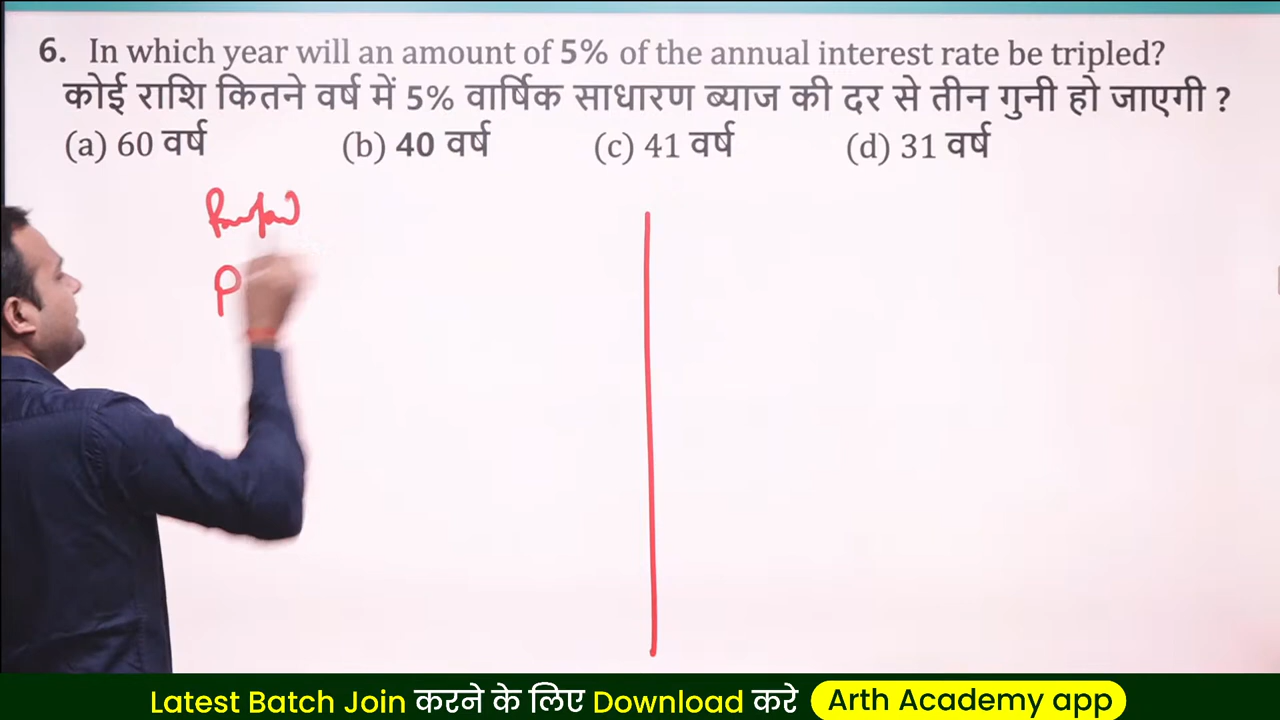 6. In which year will an amount of 5% of the annual interest rate be tripled?
कोई राशि कितने वर्ष में 5% वार्षिक साधारण ब्याज की दर से तीन गुनी हो जाएगी ?
(a) 60 वर्ष (b) 40 वर्ष (c) 41 वर्ष (d) 31 वर्ष
P
Latest Batch Join करने के लिए Download करे Arth Academy app